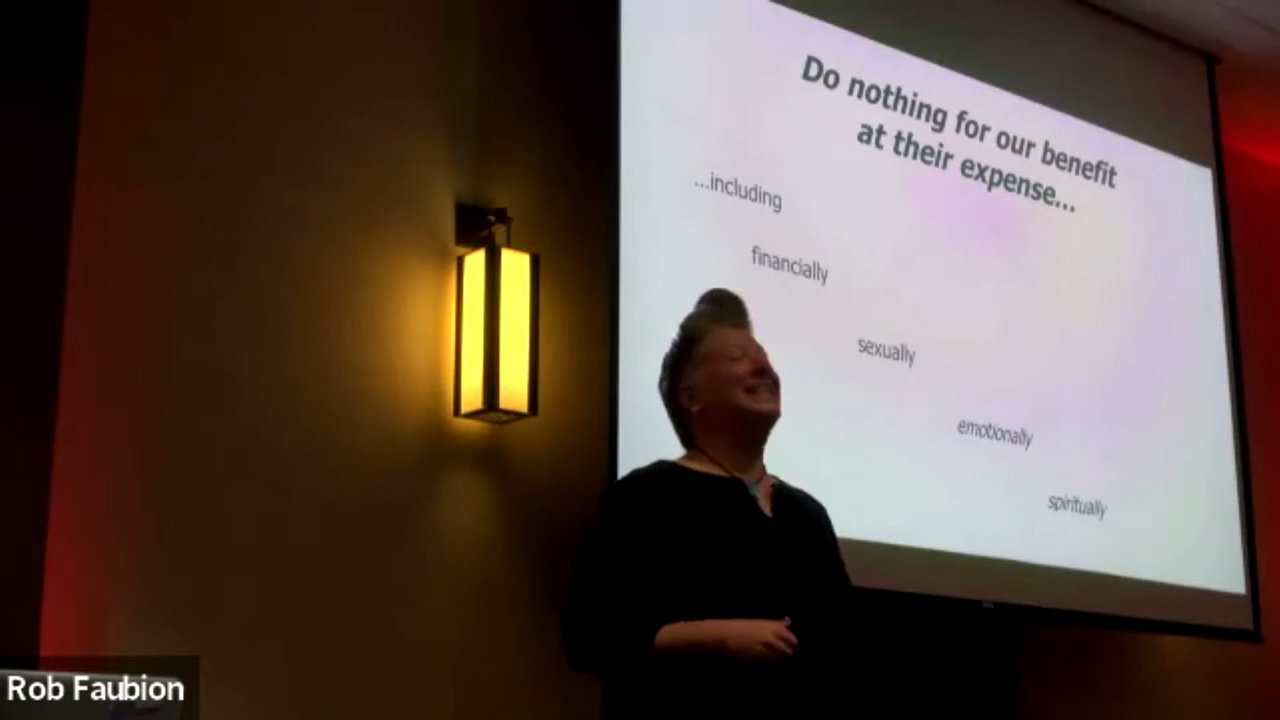 Do nothing for our benefit
at their expense...
...including
financially
sexually
emotionally
spiritually
Rob Faubion